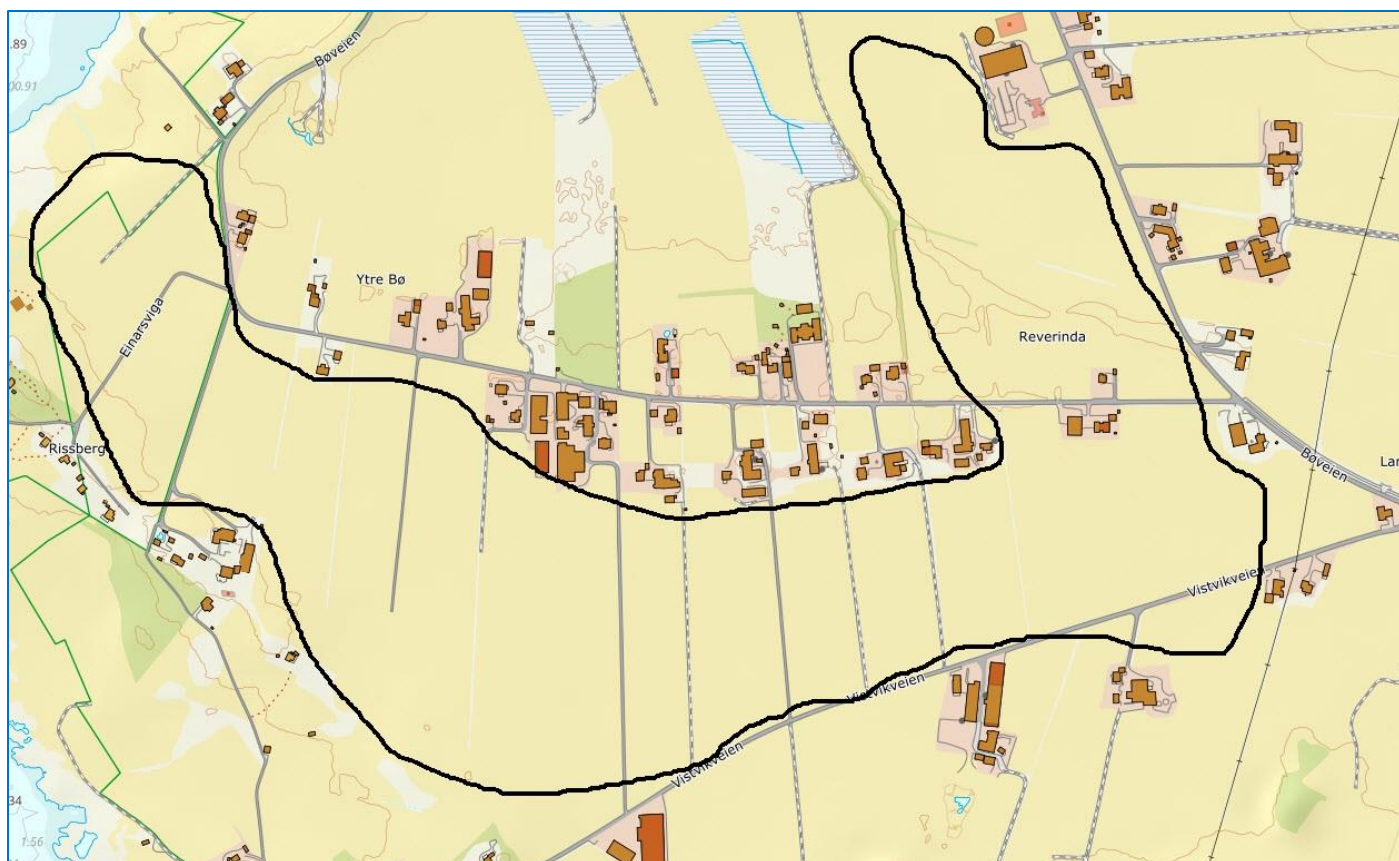 .89
00.91
Bøveien
Einarsviga
Ytre Bø
Reverinda
Rissberg
Bøveien
Lar
Vistvikveien
Vistvikveien
Vistvikveien
34
1:56